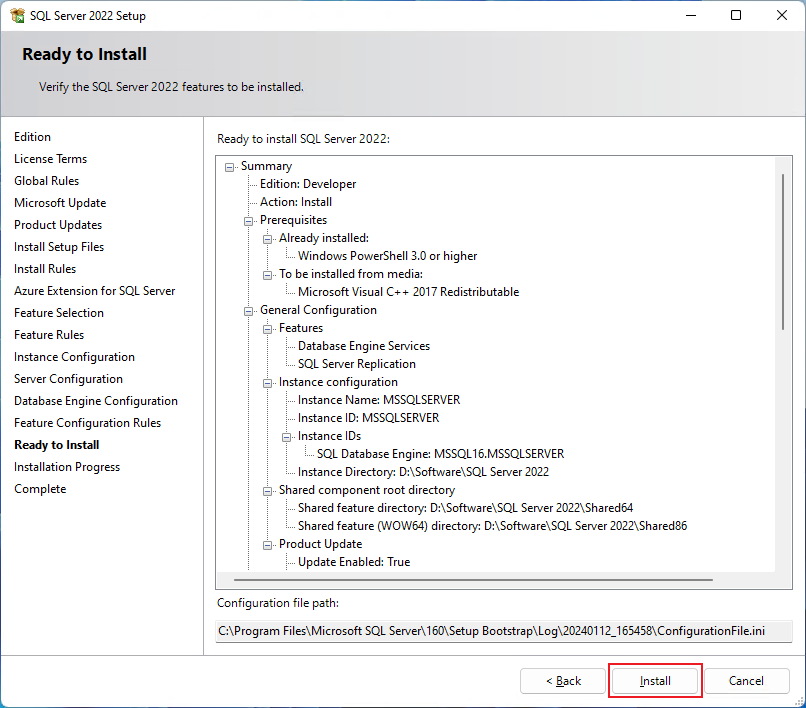 SQL Server 2022 Setup
Ready to Install
Verify the SQL Server 2022 features to be installed.
Edition
License Terms
Global Rules
Microsoft Update
Product Updates
Install Setup Files
Install Rules
Azure Extension for SQL Server
Feature Selection
Feature Rules
Instance Configuration
Server Configuration
Database Engine Configuration
Feature Configuration Rules
Ready to Install
Installation Progress
Complete
Ready to install SQL Server 2022:
Summary
Edition: Developer
Action: Install
Prerequisites
Already installed:
Windows PowerShell 3.0 or higher
To be installed from media:
Microsoft Visual C++ 2017 Redistributable
General Configuration
Features
Database Engine Services
SQL Server Replication
Instance configuration
Instance Name: MSSQLSERVER
Instance ID: MSSQLSERVER
Instance IDs
SQL Database Engine: MSSQL16.MSSQLSERVER
Instance Directory: D:\Software\SQL Server 2022
Shared component root directory
Shared feature directory: D:\Software\SQL Server 2022\Shared64
Shared feature (WOW64) directory: D:\Software\SQL Server 2022\Shared86
Product Update
Update Enabled: True
Configuration file path:
C:\Program Files\Microsoft SQL Server\160\Setup Bootstrap\Log\20240112_165458\ConfigurationFile.ini
< Back
Install
Cancel